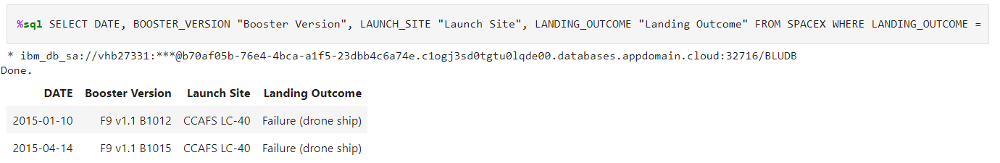 %sql SELECT DATE, BOOSTER_VERSION "Booster Version", LAUNCH_SITE "Launch Site", LANDING_OUTCOME "Landing Outcome" FROM SPACEX WHERE LANDING_OUTCOME =
* ibm_db_sa://vhb27331:***@b70af05b-76e4-4bca-a1f5-23dbb4c6a74e.c1ogj3sd0tgtu0lqde00.databases.appdomain.cloud:32716/BLUDB
Done.
DATE Booster Version Launch Site Landing Outcome
2015-01-10 F9 v1.1 B1012 CCAFS LC-40 Failure (drone ship)
2015-04-14 F9 v1.1 B1015 CCAFS LC-40 Failure (drone ship)